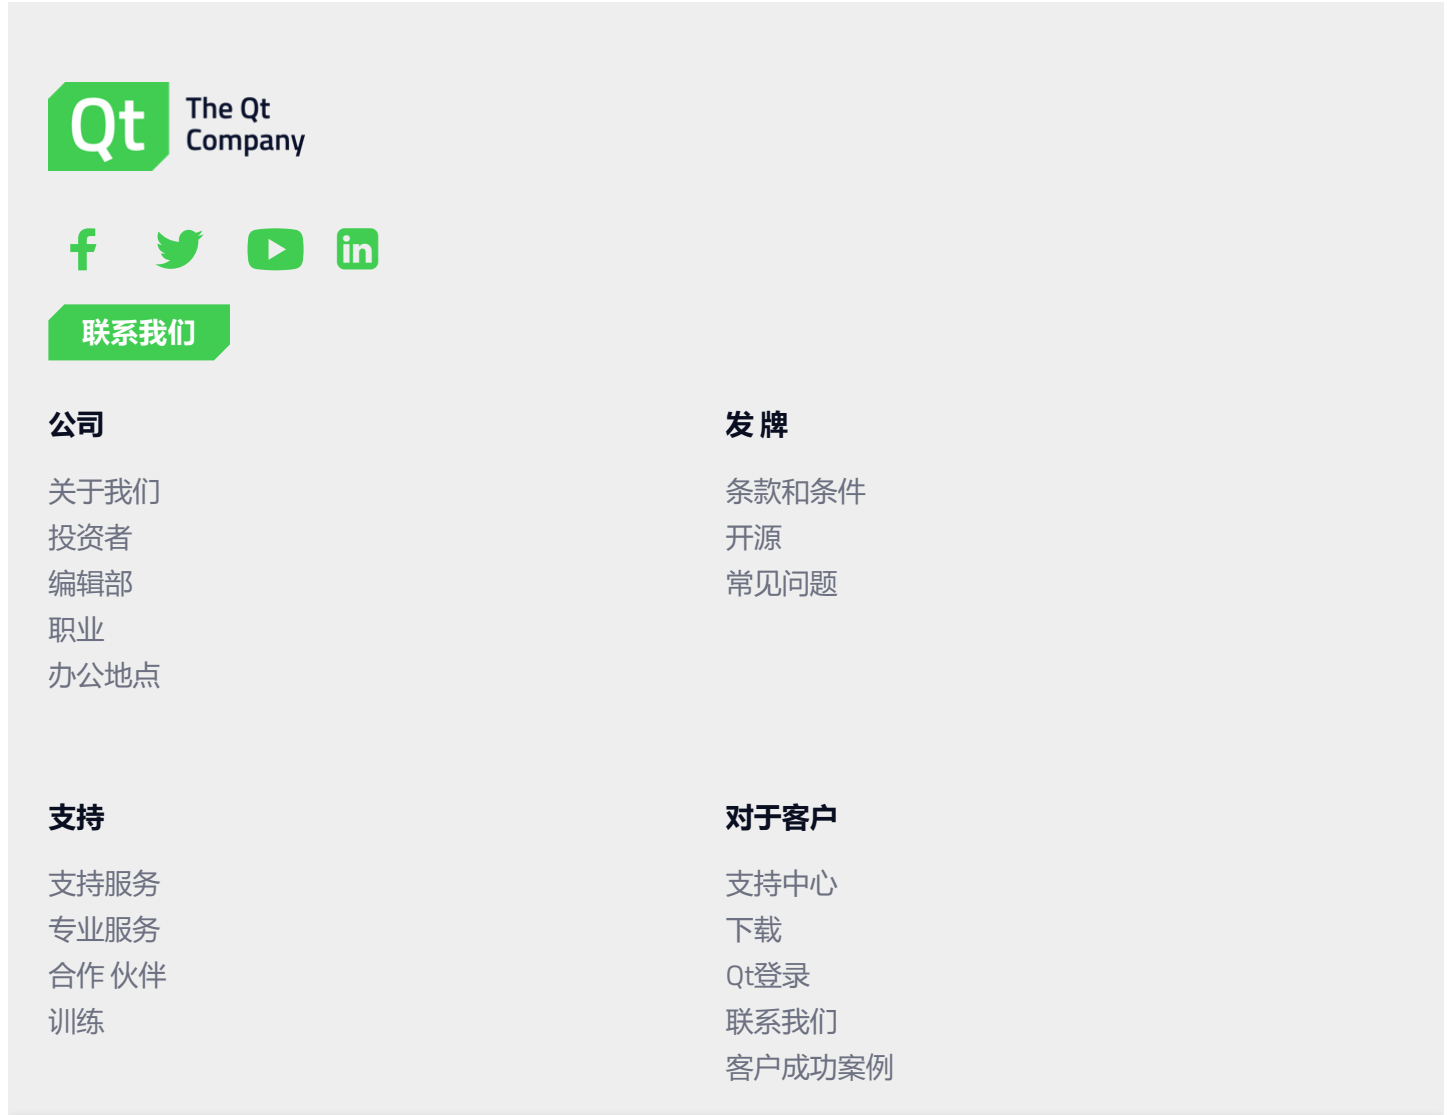 Qt
The Qt
Company
联系我们
公司
关于我们
投资者
编辑部
职业
办公地点
发 牌
条款和条件
开源
常见问题
支持
支持服务
专业服务
合作 伙伴
训练
对于客户
支持中心
下载
Qt登录
联系我们
客户成功案例